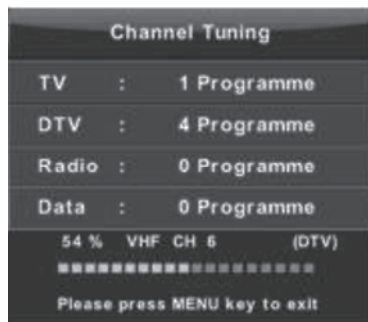 Channel Tuning
TV : 1 Programme
DTV : 4 Programme
Radio : 0 Programme
Data : 0 Programme
54 % VHF CH 6 (DTV)
Please press MENU key to exit